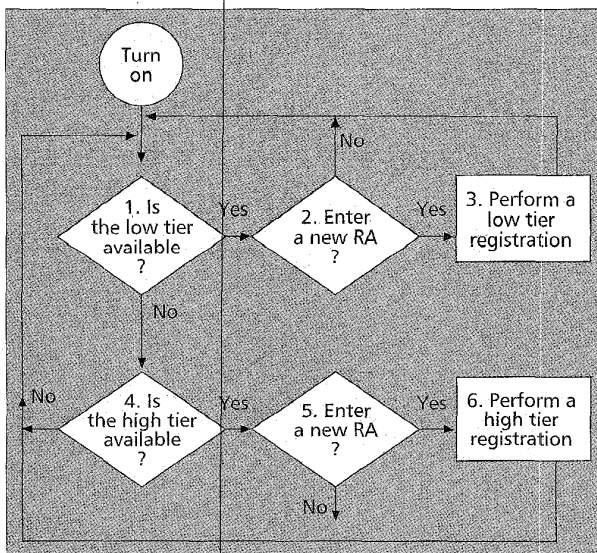 Turn
on
No
1. Is
the low tier
available
?
Yes
2. Enter
a new RA
?
Yes
3. Perform a
low tier
registration
No
No
4. Is
the high tier
available
?
Yes
5. Enter
a new RA
?
Yes
6. Perform a
high tier
registration
No